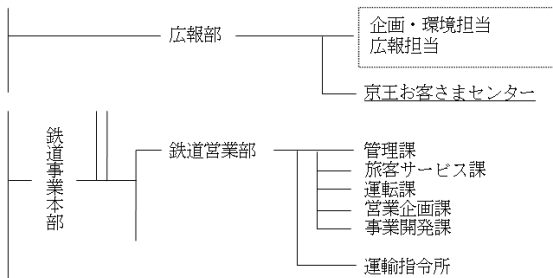 広報部
企画・環境担当
広報担当
京王お客さまセンター
鉄道事業本部
鉄道営業部
管理課
旅客サービス課
運転課
営業企画課
事業開発課
運輸指令所